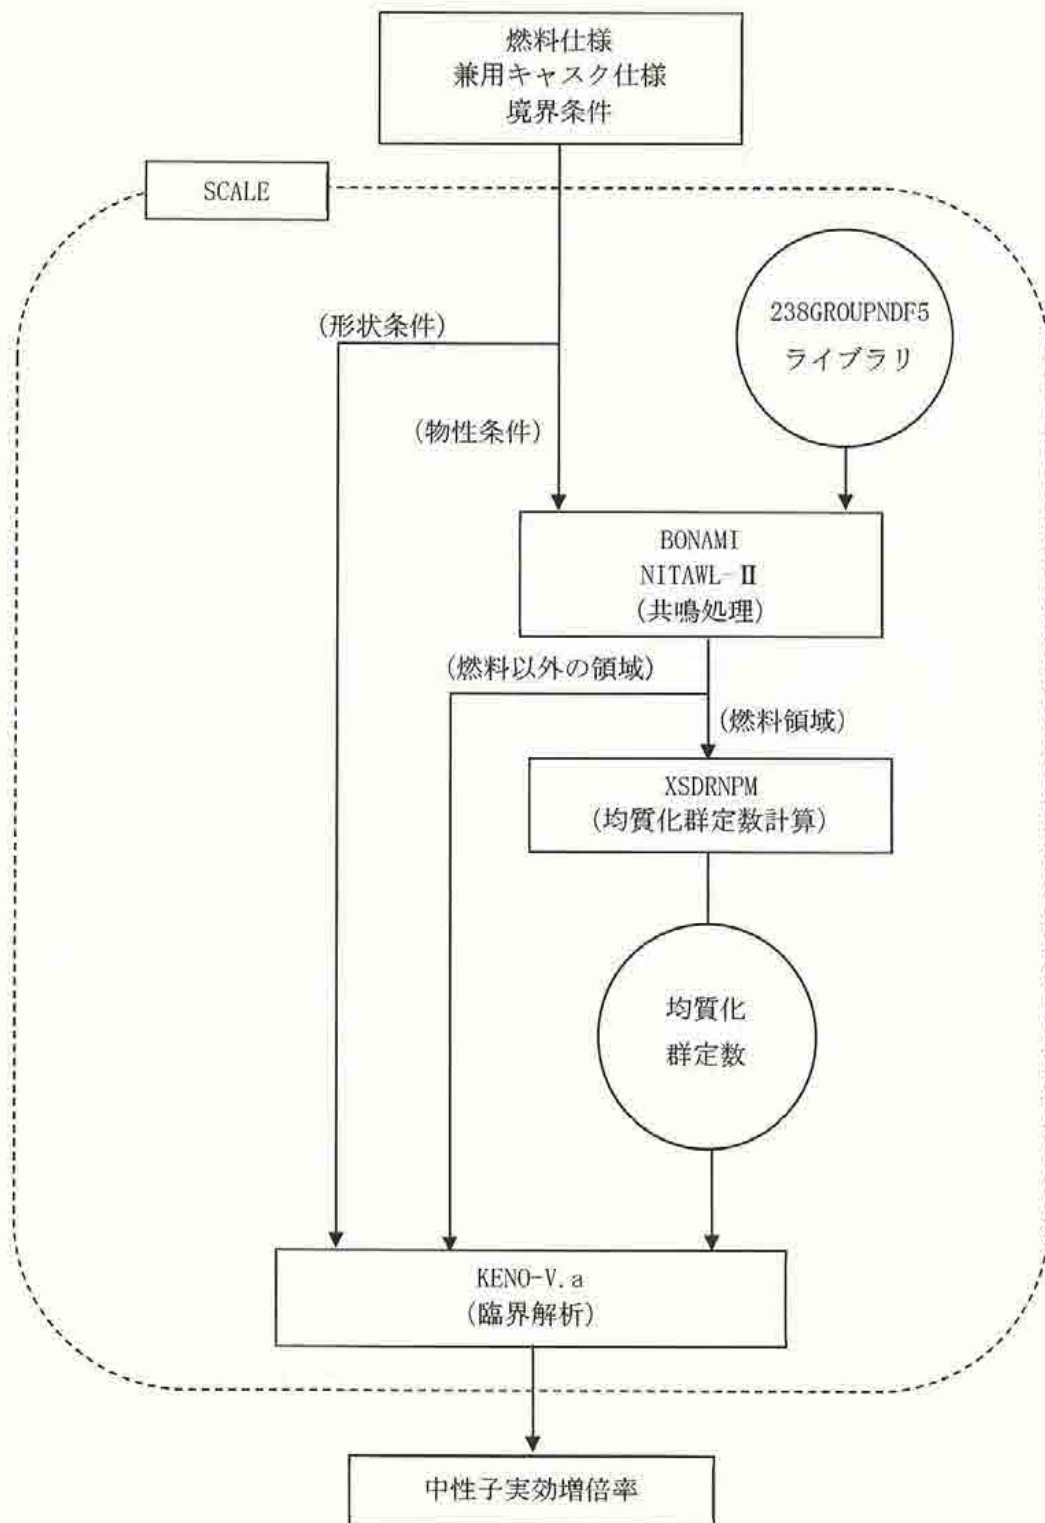 燃料仕様
兼用キャスク仕様
境界条件
SCALE
238GROUPNDF5
ライブラリ
(形状条件)
(物性条件)
BONAMI
NITAWL-Ⅱ
(共鳴処理)
(燃料以外の領域)
(燃料領域)
XSDRNPM
(均質化群定数計算)
均質化
群定数
KENO-V.a
(臨界解析)
中性子実効増倍率